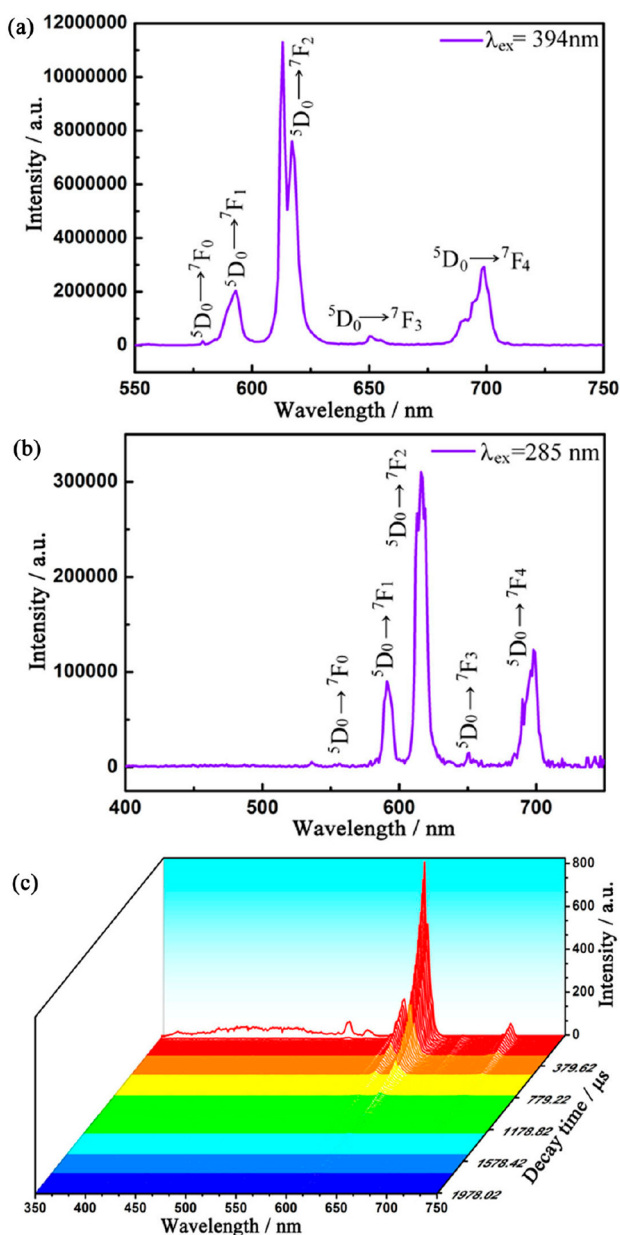 (a)
12000000
10000000
8000000
6000000
4000000
2000000
0
Intensity / a.u.
λex= 394nm
⁵D₀→⁷F₀
⁵D₀→⁷F₁
⁵D₀→⁷F₂
⁵D₀→⁷F₃
⁵D₀→⁷F₄
550 600 650 700 750
Wavelength / nm
(b)
300000
200000
100000
0
Intensity / a.u.
λex=285 nm
⁵D₀→⁷F₀
⁵D₀→⁷F₁
⁵D₀→⁷F₂
⁵D₀→⁷F₃
⁵D₀→⁷F₄
400 500 600 700
Wavelength / nm
(c)
800
600
400
200
0
Intensity / a.u.
379.62
779.22
1178.82
1578.42
1978.02
Decay time / μs
350 400 450 500 550 600 650 700 750
Wavelength / nm